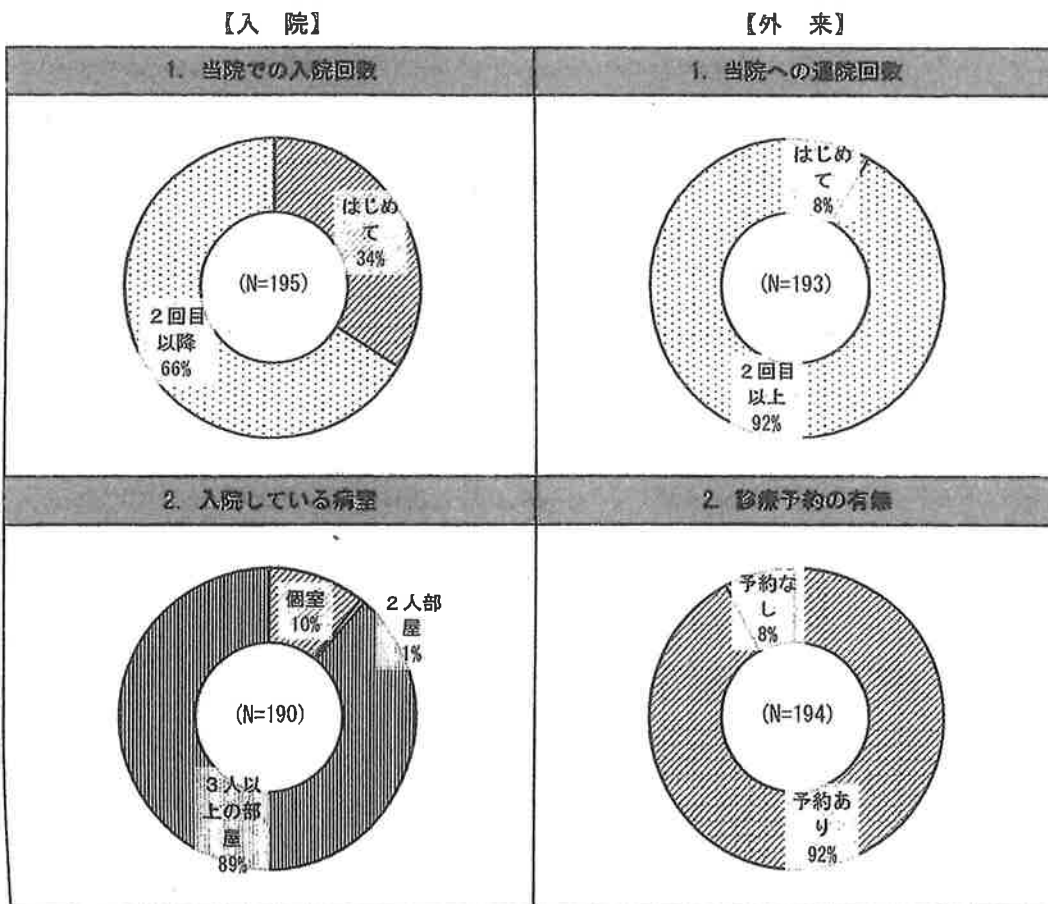 【入 院】
【外 来】
1. 当院での入院回数
1. 当院への通院回数
はじめ
て
34%
(N=195)
2回目
以降
66%
はじめ
て
8%
(N=193)
2回目
以上
92%
2. 入院している病室
2. 診療予約の有無
個室
10%
2人部
屋
1%
(N=190)
3人以
上の部
屋
89%
予約な
し
8%
(N=194)
予約あ
り
92%